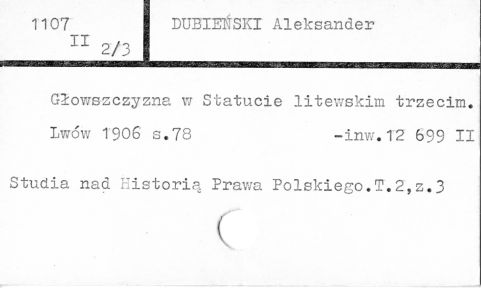 1107
II 2/3
DUBIEŃSKI Aleksander
Głowszczyzna w Statucie litewskim trzecim.
Lwów 1906 s.78 -inw.12 699 II
Studia nad Historią Prawa Polskiego.T.2,z.3